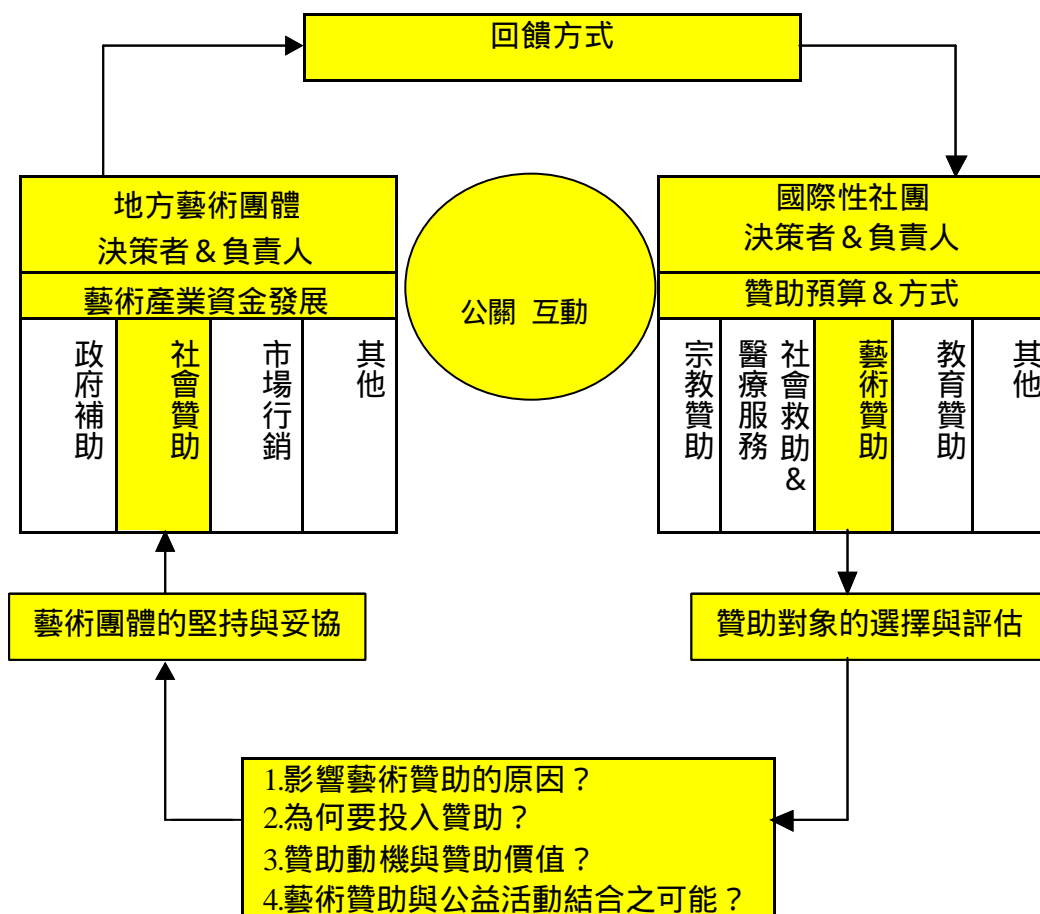 回饋方式
地方藝術團體
決策者&負責人
藝術產業資金發展
政府補助
社會贊助
市場行銷
其他
公關 互動
國際性社團
決策者&負責人
贊助預算&方式
宗教贊助
社會救助&
醫療服務
藝術贊助
教育贊助
其他
藝術團體的堅持與妥協
贊助對象的選擇與評估
1.影響藝術贊助的原因?
2.為何要投入贊助?
3.贊助動機與贊助價值?
4.藝術贊助與公益活動結合之可能?